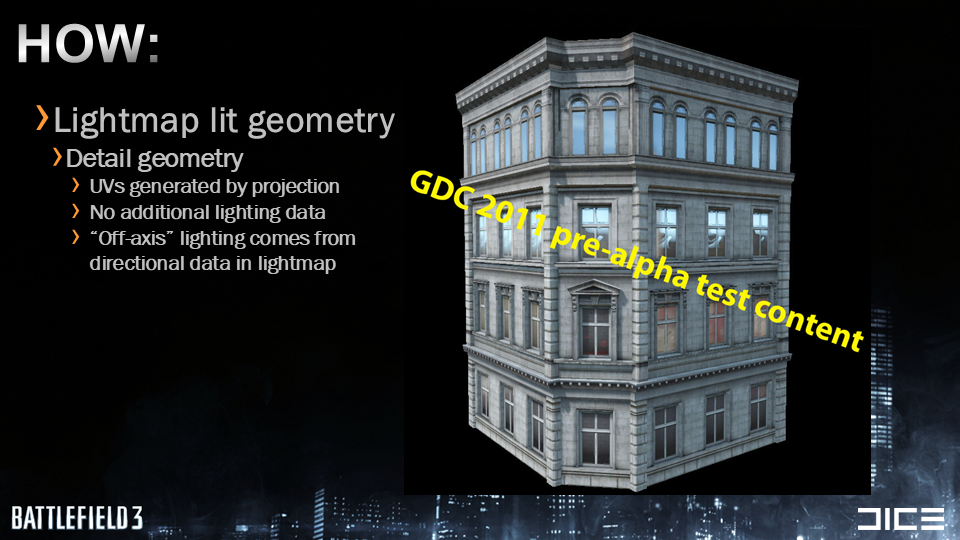 HOW:
Lightmap lit geometry
Detail geometry
UVs generated by projection
No additional lighting data
“Off-axis” lighting comes from
directional data in lightmap
GDC 2011 pre-alpha test content
BATTLEFIELD 3
DICE